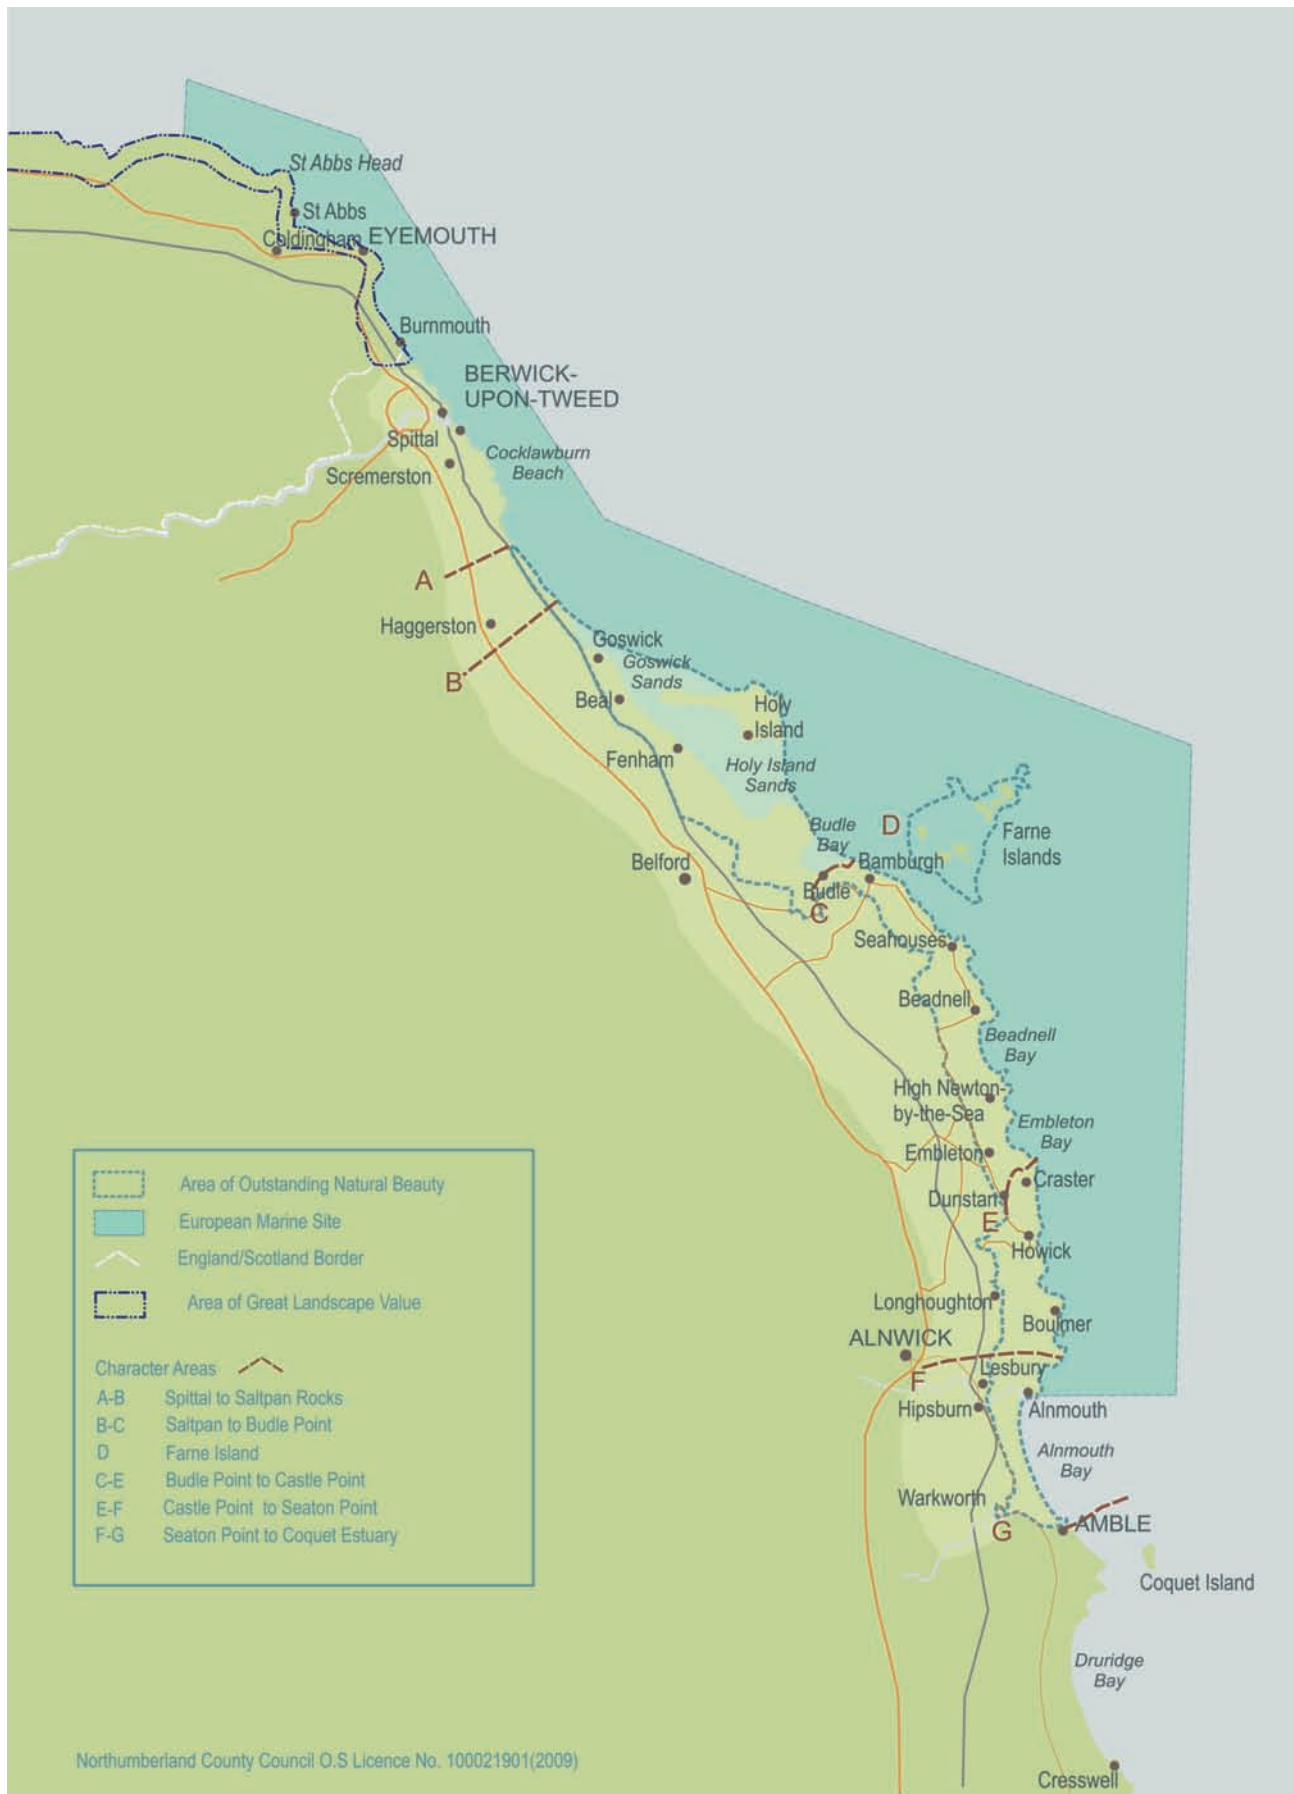 St Abbs Head
St Abbs
Coldingham
EYEMOUTH
Burnmouth
BERWICK-
UPON-TWEED
Spittal
Cocklawburn
Beach
Scremerston
A
Haggerston
B
Goswick
Goswick
Sands
Beal
Holy
Island
Fenham
Holy Island
Sands
Budle
Bay
D
Farne
Islands
Belford
Bamburgh
Budle
C
Seahouses
Beadnell
Beadnell
Bay
High Newton-
by-the-Sea
Embleton
Bay
Embleton
Craster
Dunstan
E
Howick
Longhoughton
Boulmer
ALNWICK
Lesbury
F
Hipsburn
Alnmouth
Alnmouth
Bay
Warkworth
G
AMBLE
Coquet Island
Druridge
Bay
Cresswell
Area of Outstanding Natural Beauty
European Marine Site
England/Scotland Border
Area of Great Landscape Value
Character Areas
A-B Spittal to Saltpan Rocks
B-C Saltpan to Budle Point
D Farne Island
C-E Budle Point to Castle Point
E-F Castle Point to Seaton Point
F-G Seaton Point to Coquet Estuary
Northumberland County Council O.S Licence No. 100021901(2009)